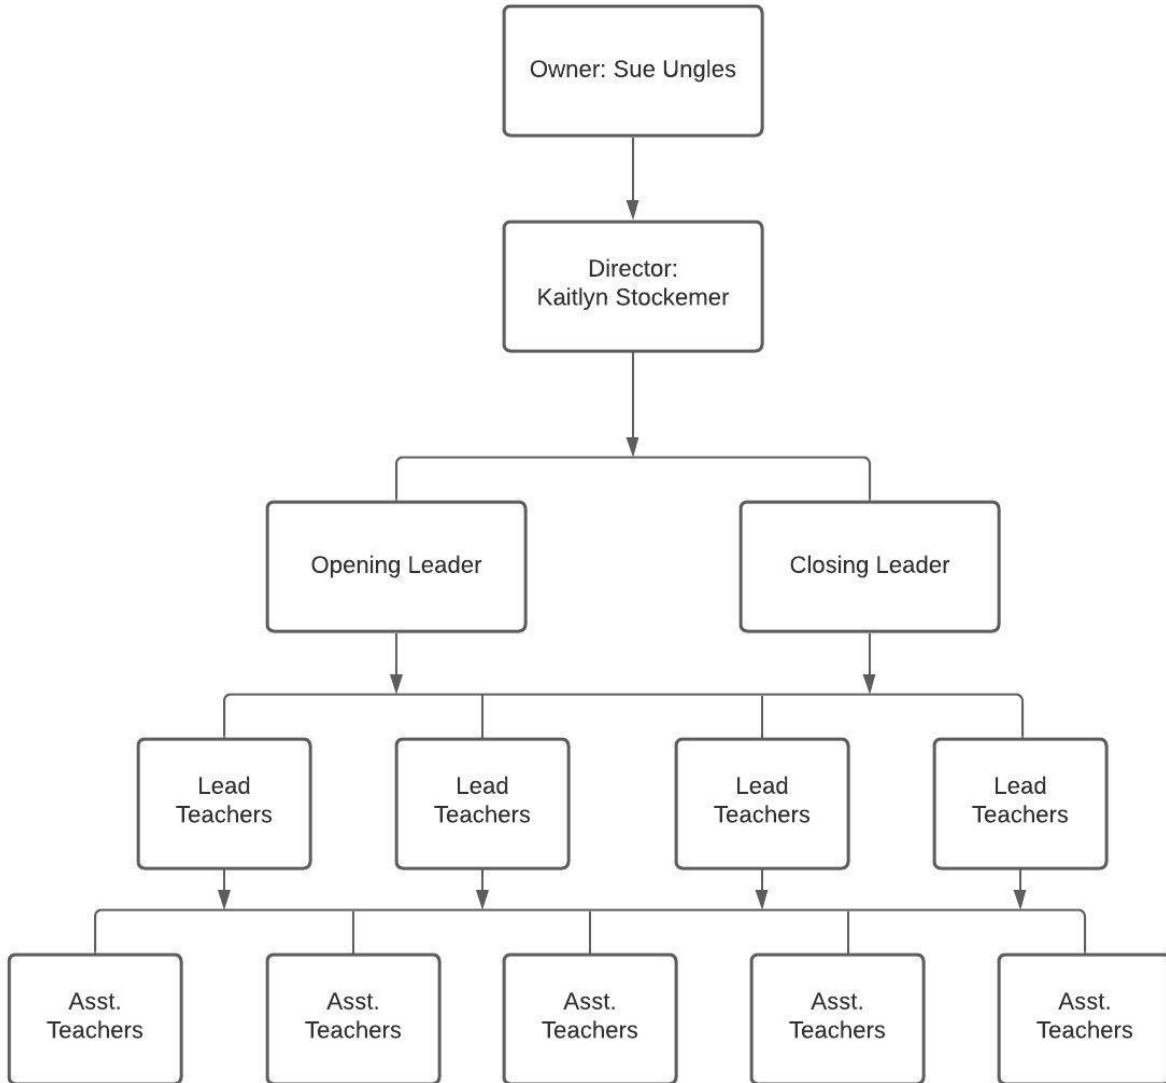 Owner: Sue Ungles
Director:
Kaitlyn Stockemer
Opening Leader
Closing Leader
Lead
Teachers
Lead
Teachers
Lead
Teachers
Lead
Teachers
Asst.
Teachers
Asst.
Teachers
Asst.
Teachers
Asst.
Teachers
Asst.
Teachers